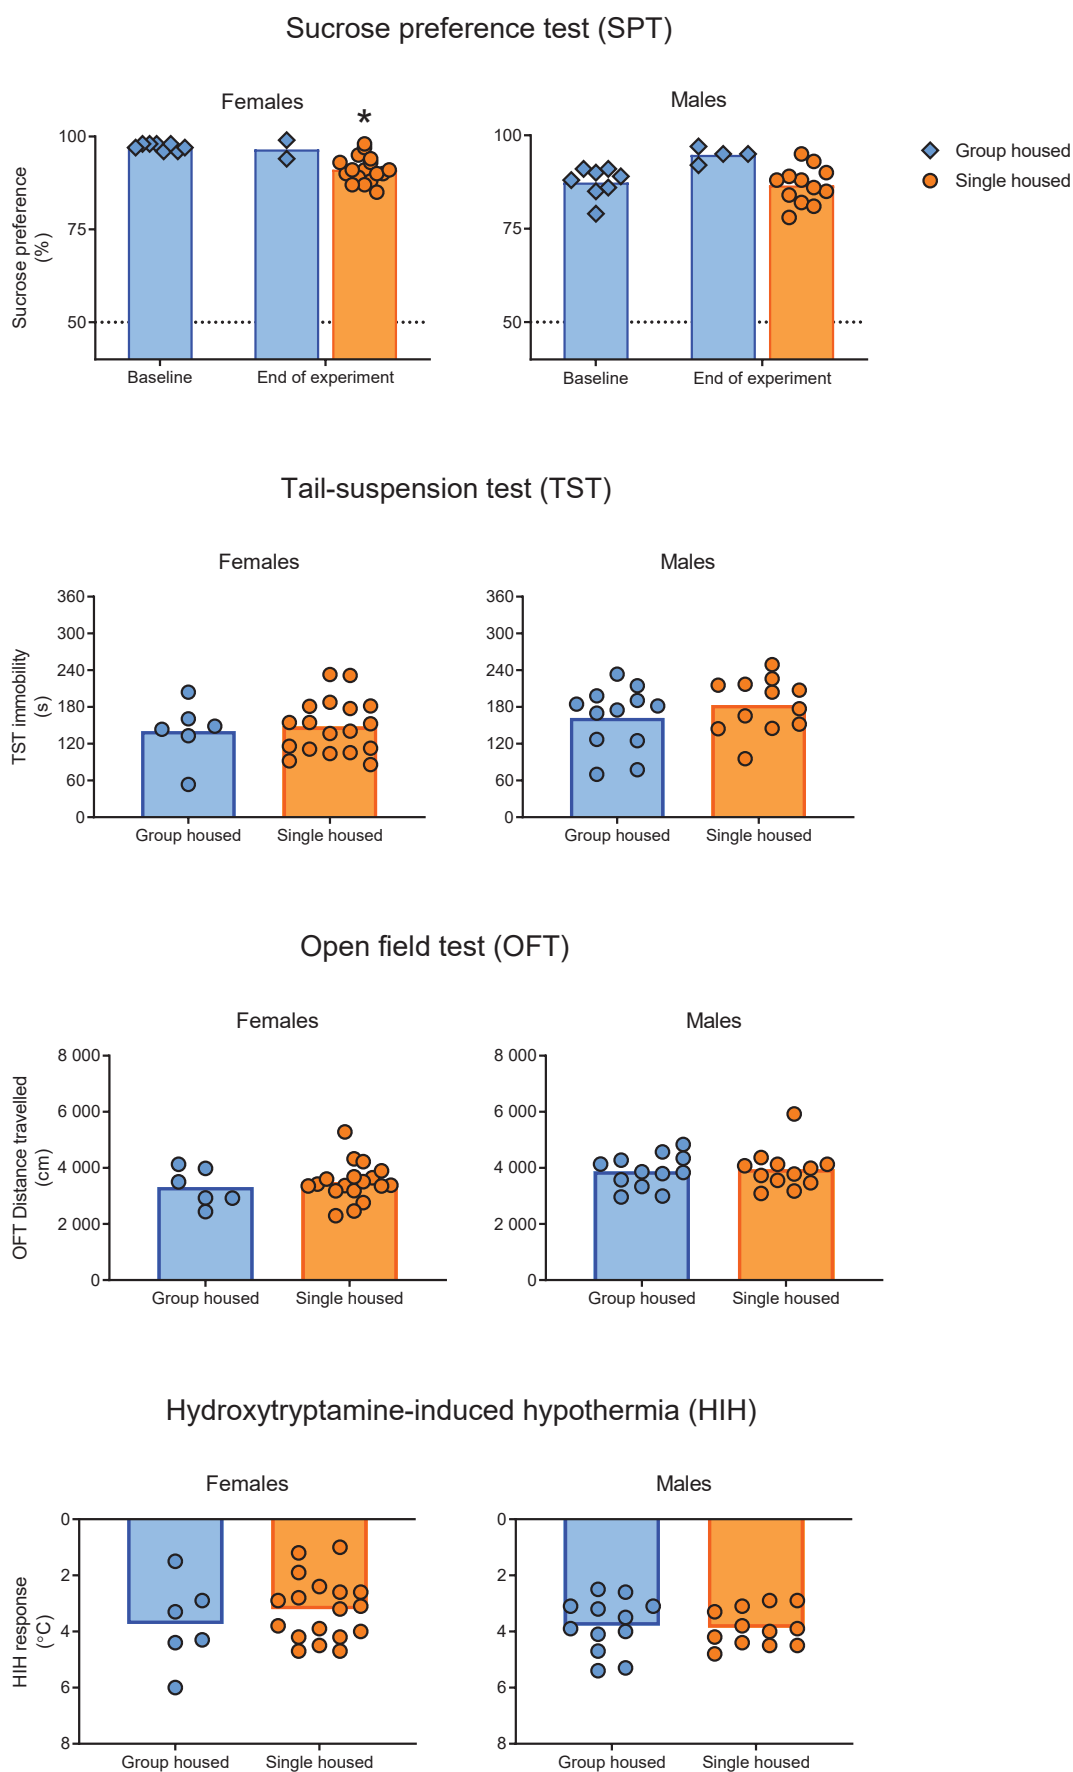 Sucrose preference test (SPT)
Females
Males
*
Group housed
Single housed
Sucrose preference
(%)
100
75
50
Baseline
End of experiment
100
75
50
Baseline
End of experiment
Tail-suspension test (TST)
Females
Males
TST immobility
(s)
360
300
240
180
120
60
0
Group housed
Single housed
360
300
240
180
120
60
0
Group housed
Single housed
Open field test (OFT)
Females
Males
OFT Distance travelled
(cm)
8 000
6 000
4 000
2 000
0
Group housed
Single housed
8 000
6 000
4 000
2 000
0
Group housed
Single housed
Hydroxytryptamine-induced hypothermia (HIH)
Females
Males
HIH response
(°C)
0
2
4
6
8
Group housed
Single housed
0
2
4
6
8
Group housed
Single housed